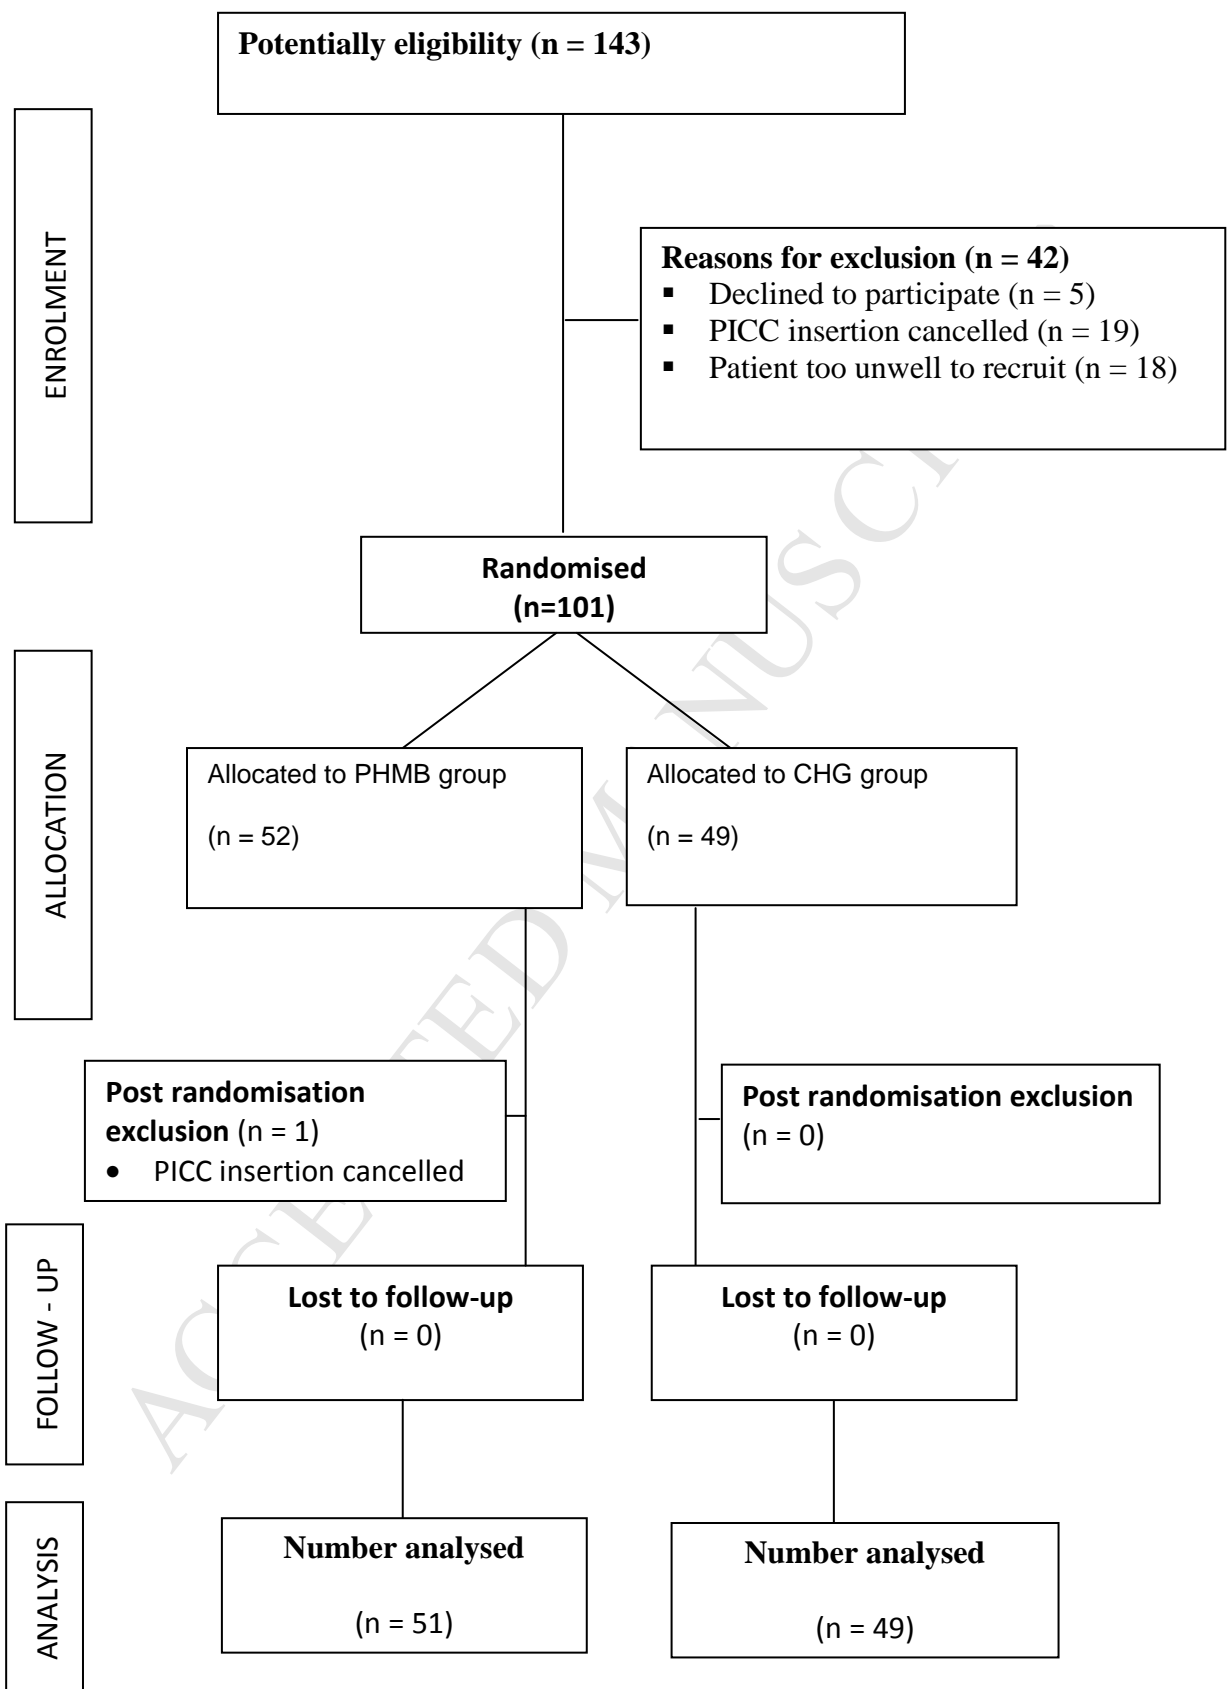 Potentially eligibility (n = 143)
ENROLMENT
Reasons for exclusion (n = 42)
▪ Declined to participate (n = 5)
▪ PICC insertion cancelled (n = 19)
▪ Patient too unwell to recruit (n = 18)
Randomised
(n=101)
ALLOCATION
Allocated to PHMB group
(n = 52)
Allocated to CHG group
(n = 49)
Post randomisation
exclusion (n = 1)
• PICC insertion cancelled
Post randomisation exclusion
(n = 0)
FOLLOW - UP
Lost to follow-up
(n = 0)
Lost to follow-up
(n = 0)
ANALYSIS
Number analysed
(n = 51)
Number analysed
(n = 49)